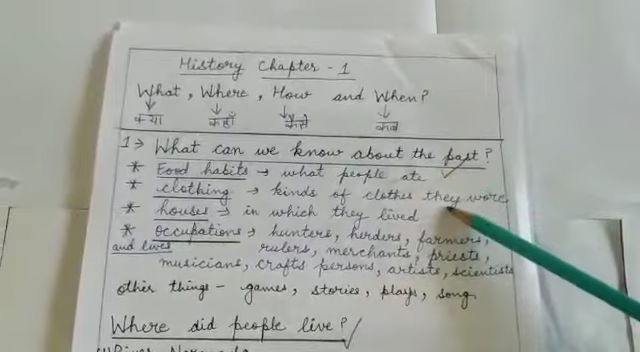 History Chapter - 1
What, Where, How and When?
क्या कहाँ कैसे कब
1→ What can we know about the past?
* Food habits → what people ate
* clothing → kinds of clothes they wore
* houses → in which they lived
* occupations → hunters, herders, farmers,
and lives rulers, merchants, priests,
musicians, crafts persons, artists, scientists
other things - games, stories, plays, song
Where did people live?
River Narmada